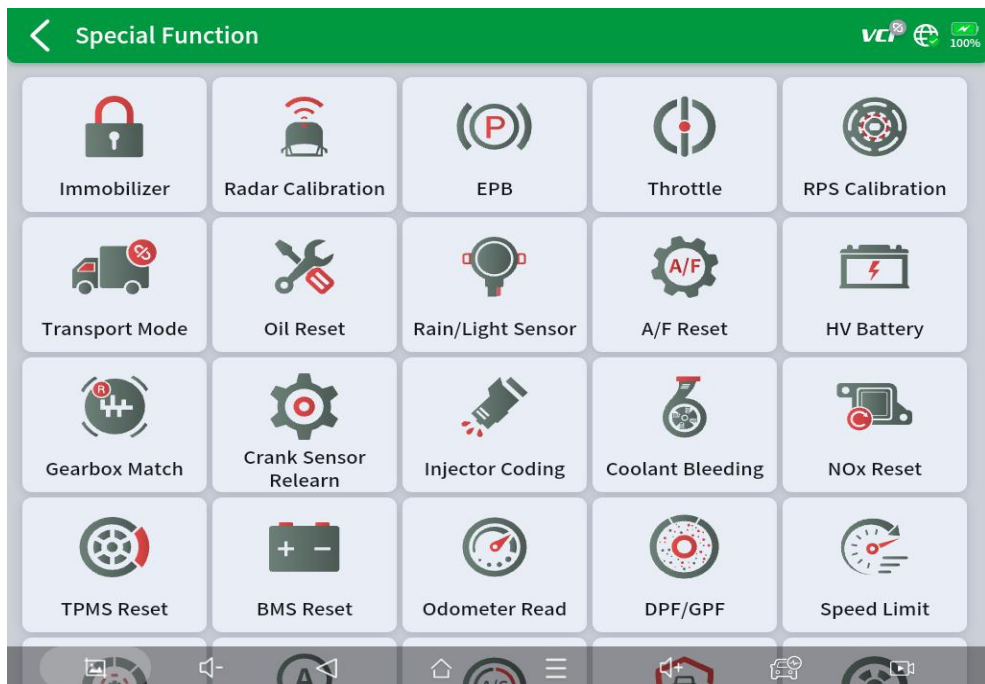 Special Function
VCI
100%
Immobilizer
Radar Calibration
P
EPB
Throttle
RPS Calibration
Transport Mode
Oil Reset
Rain/Light Sensor
A/F
A/F Reset
HV Battery
R
Gearbox Match
Crank Sensor
Relearn
Injector Coding
Coolant Bleeding
NOx Reset
TPMS Reset
+ -
BMS Reset
Odometer Read
DPF/GPF
Speed Limit
A
A/S